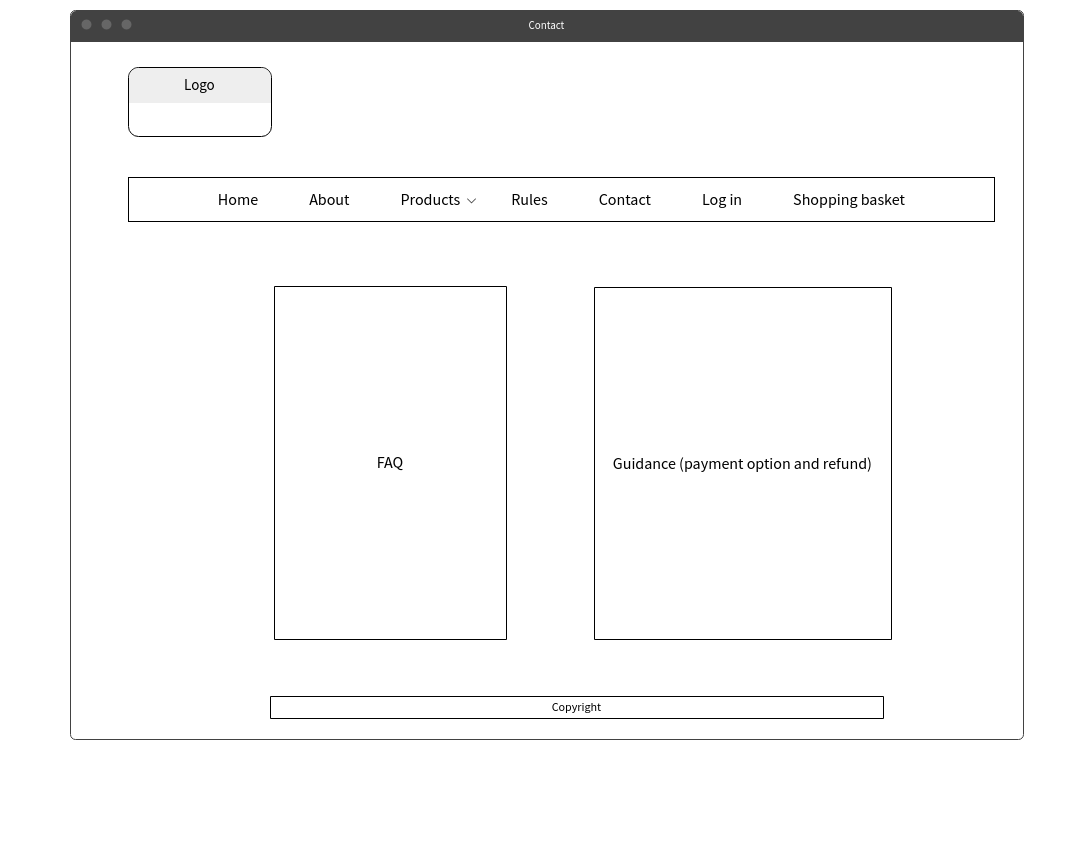 Contact
Logo
Home About Products Rules Contact Log in Shopping basket
FAQ
Guidance (payment option and refund)
Copyright